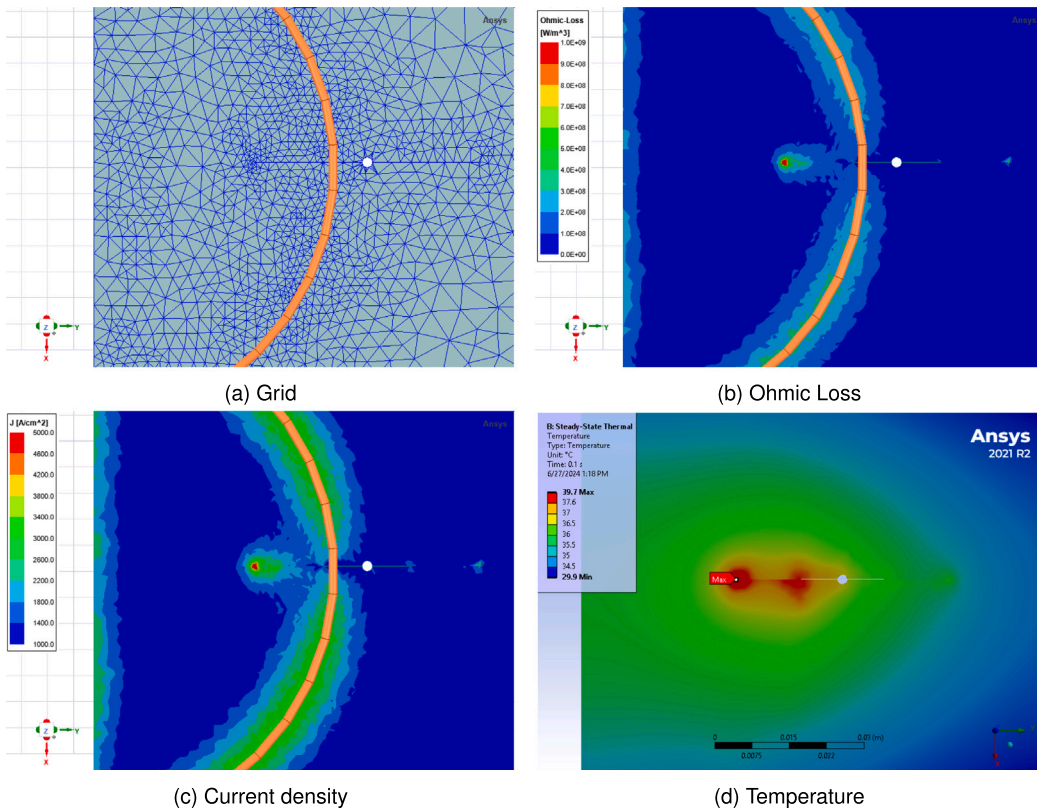 Ansys
Z
Y
X
(a) Grid
Ohmic-Loss
[W/m^3]
1.0E+09
9.0E+08
8.0E+08
7.0E+08
6.0E+08
5.0E+08
4.0E+08
3.0E+08
2.0E+08
1.0E+08
0.0E+00
Ansys
Z
Y
X
(b) Ohmic Loss
J [A/cm^2]
5000.0
4600.0
4200.0
3800.0
3400.0
3000.0
2600.0
2200.0
1800.0
1400.0
1000.0
Ansys
Z
Y
X
(c) Current density
B: Steady-State Thermal
Temperature
Type: Temperature
Unit: °C
Time: 0.1 s
6/27/2024 1:18 PM
39.7 Max
37.6
37
36.5
36
35.5
35
34.5
29.9 Min
Ansys
2021 R2
Max
0 0.015 0.03 (m)
0.0075 0.022
(d) Temperature